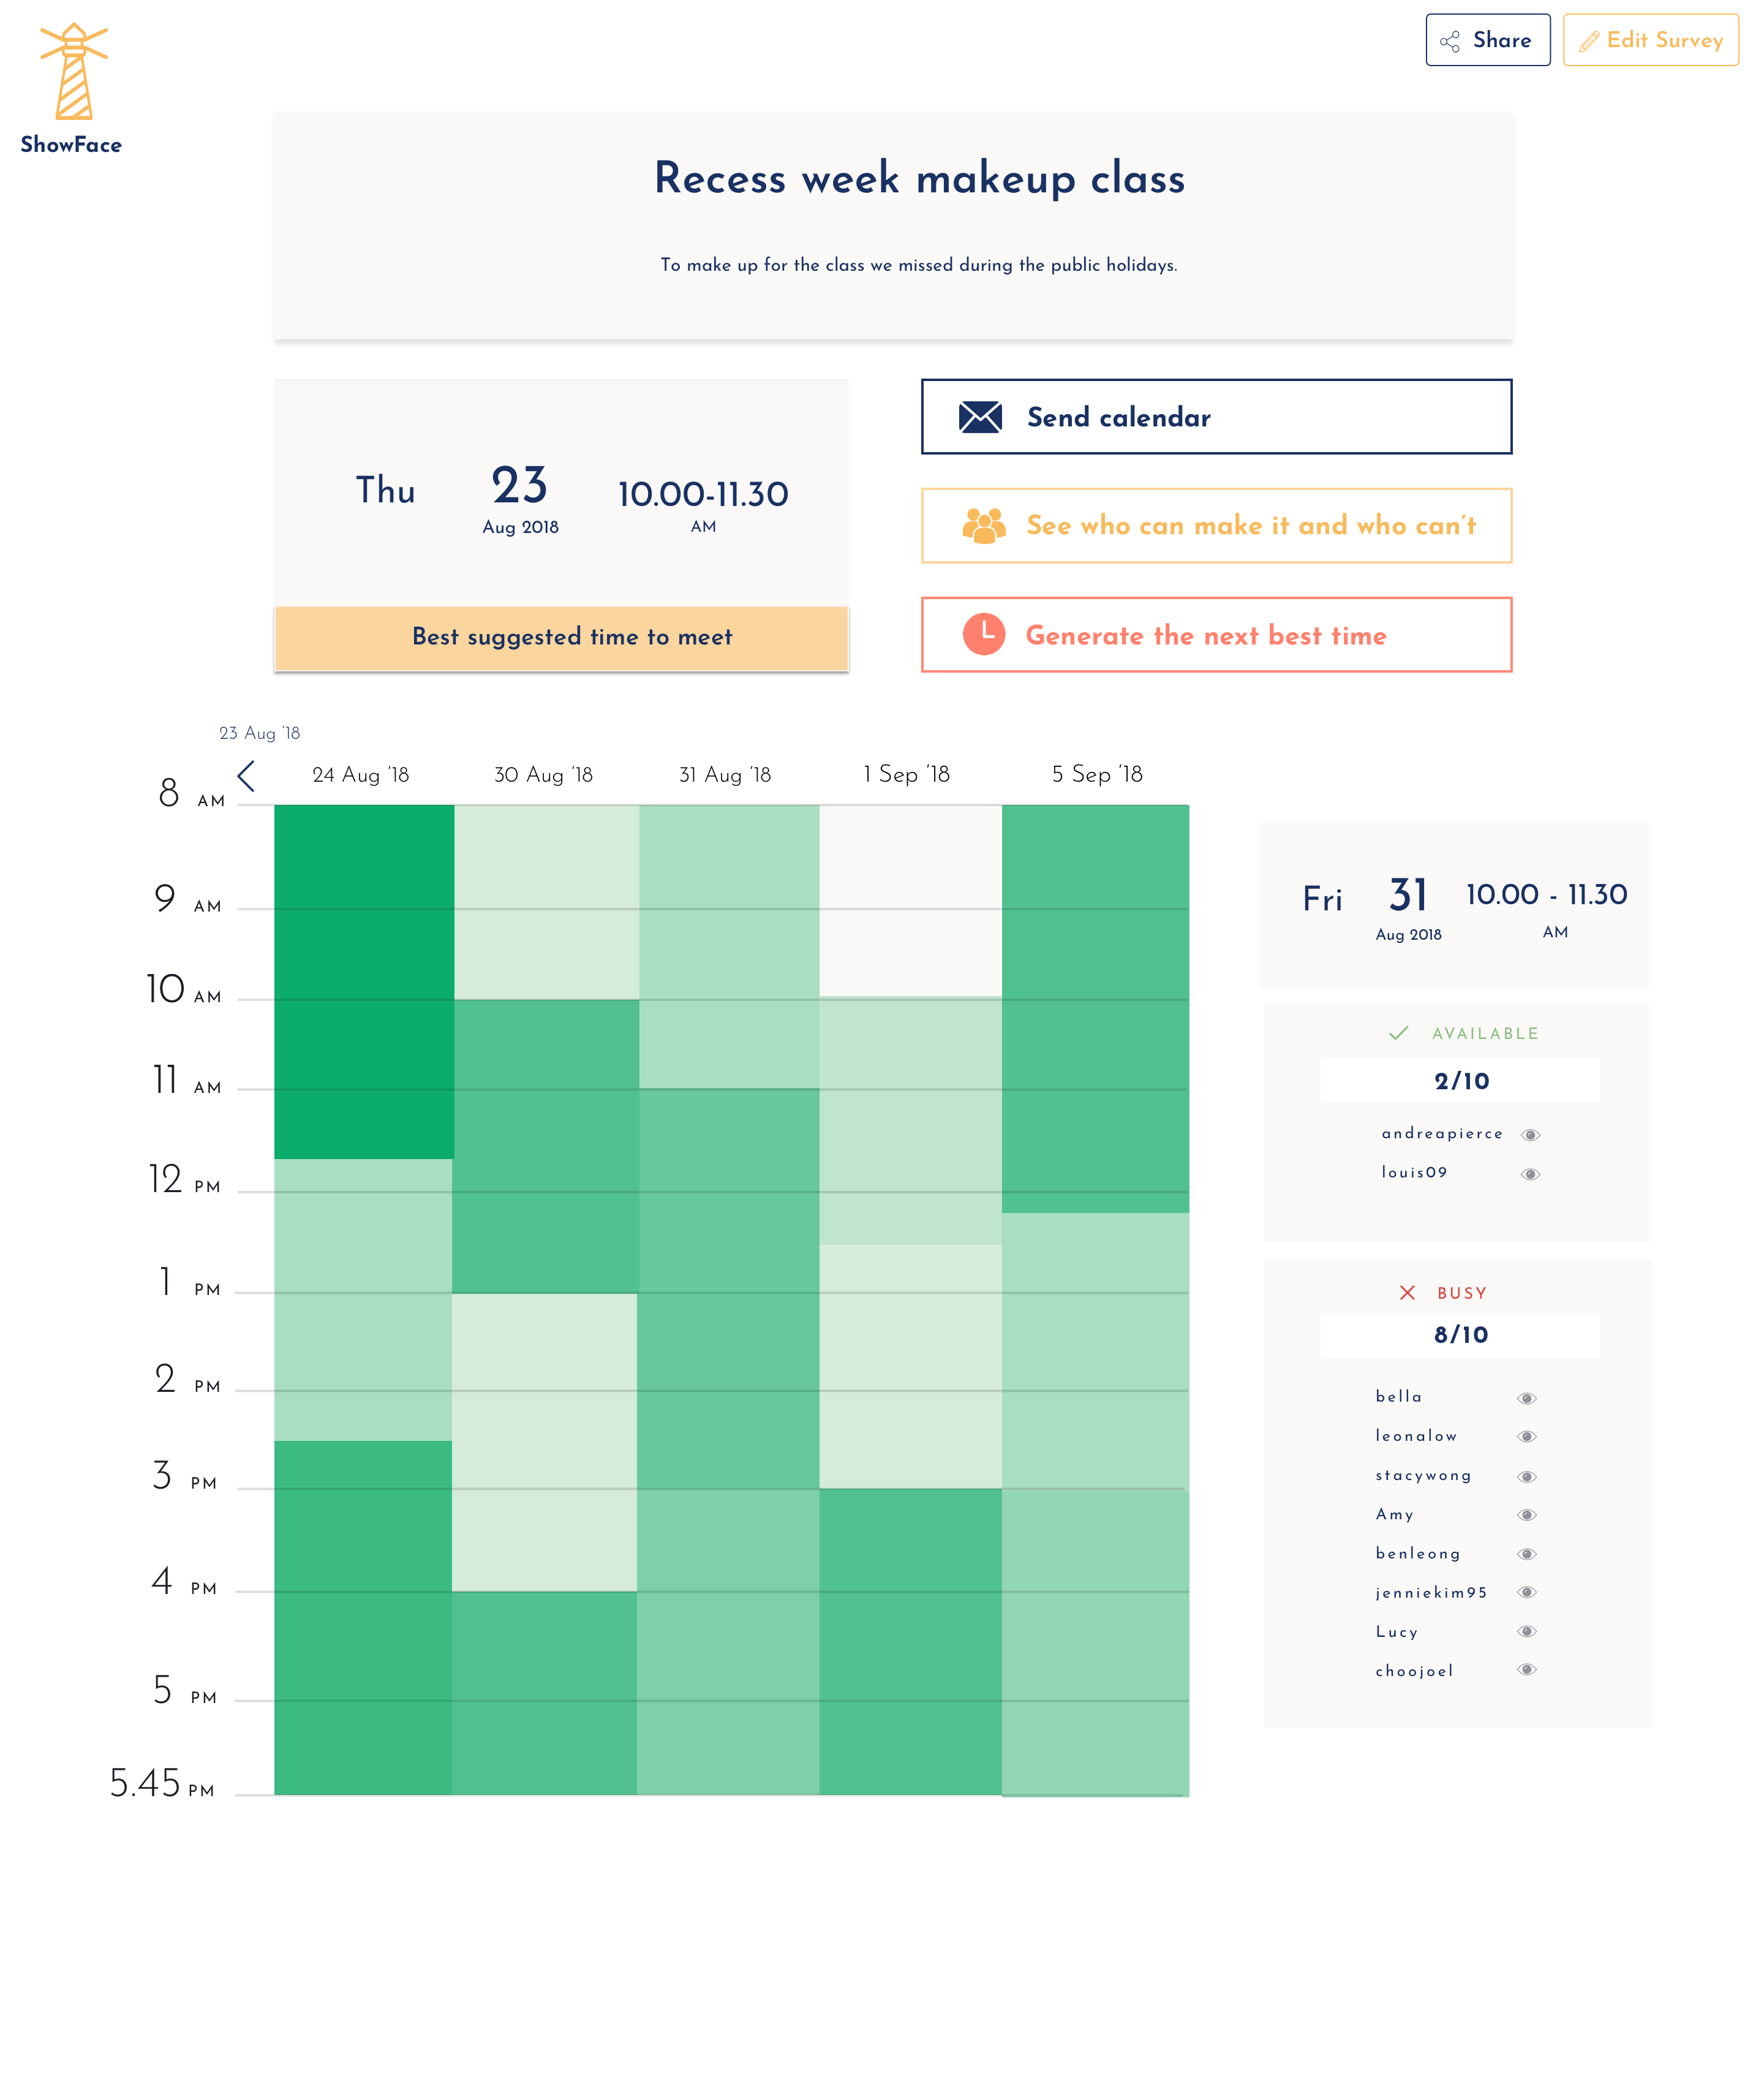 Share
Edit Survey
ShowFace
Recess week makeup class
To make up for the class we missed during the public holidays.
Thu 23 10.00-11.30
Aug 2018 AM
Best suggested time to meet
Send calendar
See who can make it and who can't
Generate the next best time
23 Aug '18
24 Aug '18 30 Aug '18 31 Aug '18 1 Sep '18 5 Sep '18
8 AM
9 AM
10 AM
11 AM
12 PM
1 PM
2 PM
3 PM
4 PM
5 PM
5.45 PM
Fri 31 10.00 - 11.30
Aug 2018 AM
AVAILABLE
2/10
andreapierce
louis09
BUSY
8/10
bella
leonalow
stacywong
Amy
benleong
jenniekim95
Lucy
choojoel